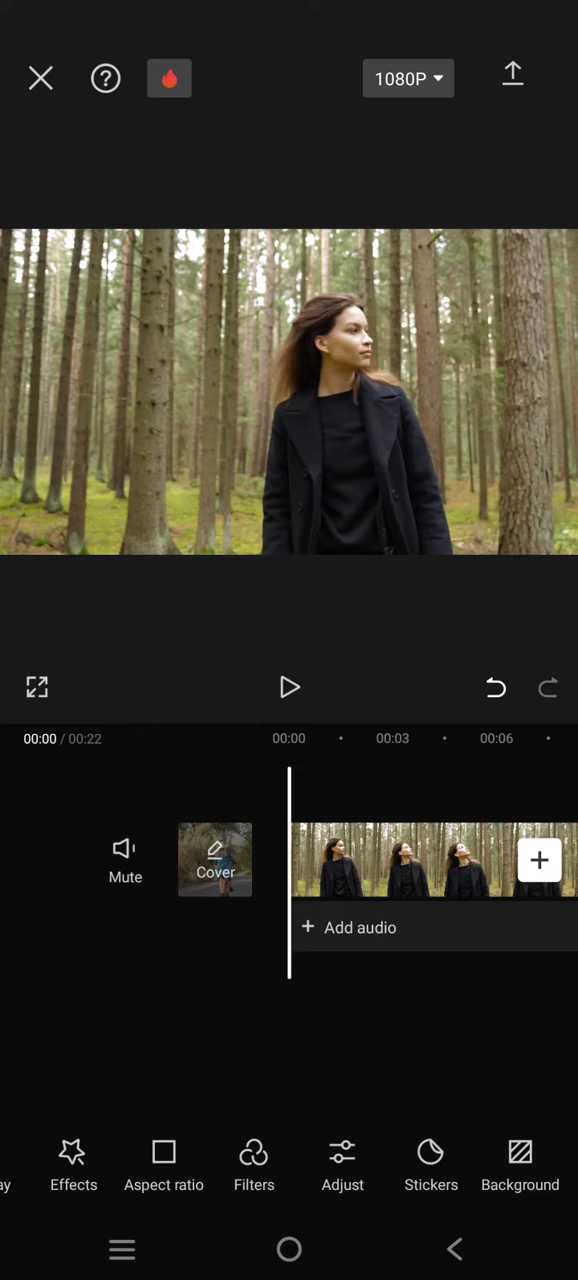 ?
1080P
00:00 / 00:22
00:00
00:03
00:06
Mute
Cover
+ Add audio
ay
Effects
Aspect ratio
Filters
Adjust
Stickers
Background